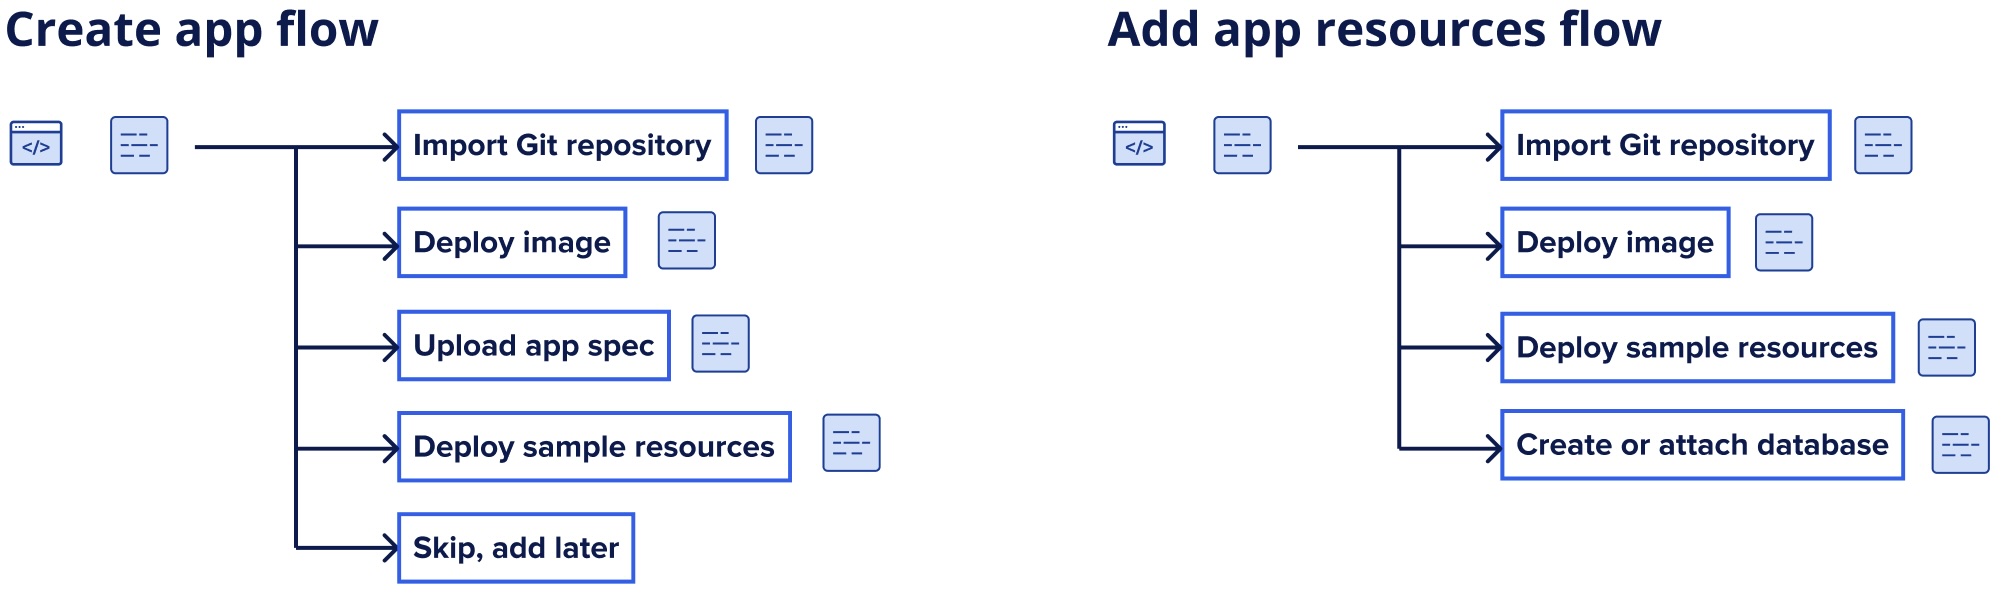 Create app flow
</>
Import Git repository
Deploy image
Upload app spec
Deploy sample resources
Skip, add later
Add app resources flow
</>
Import Git repository
Deploy image
Deploy sample resources
Create or attach database